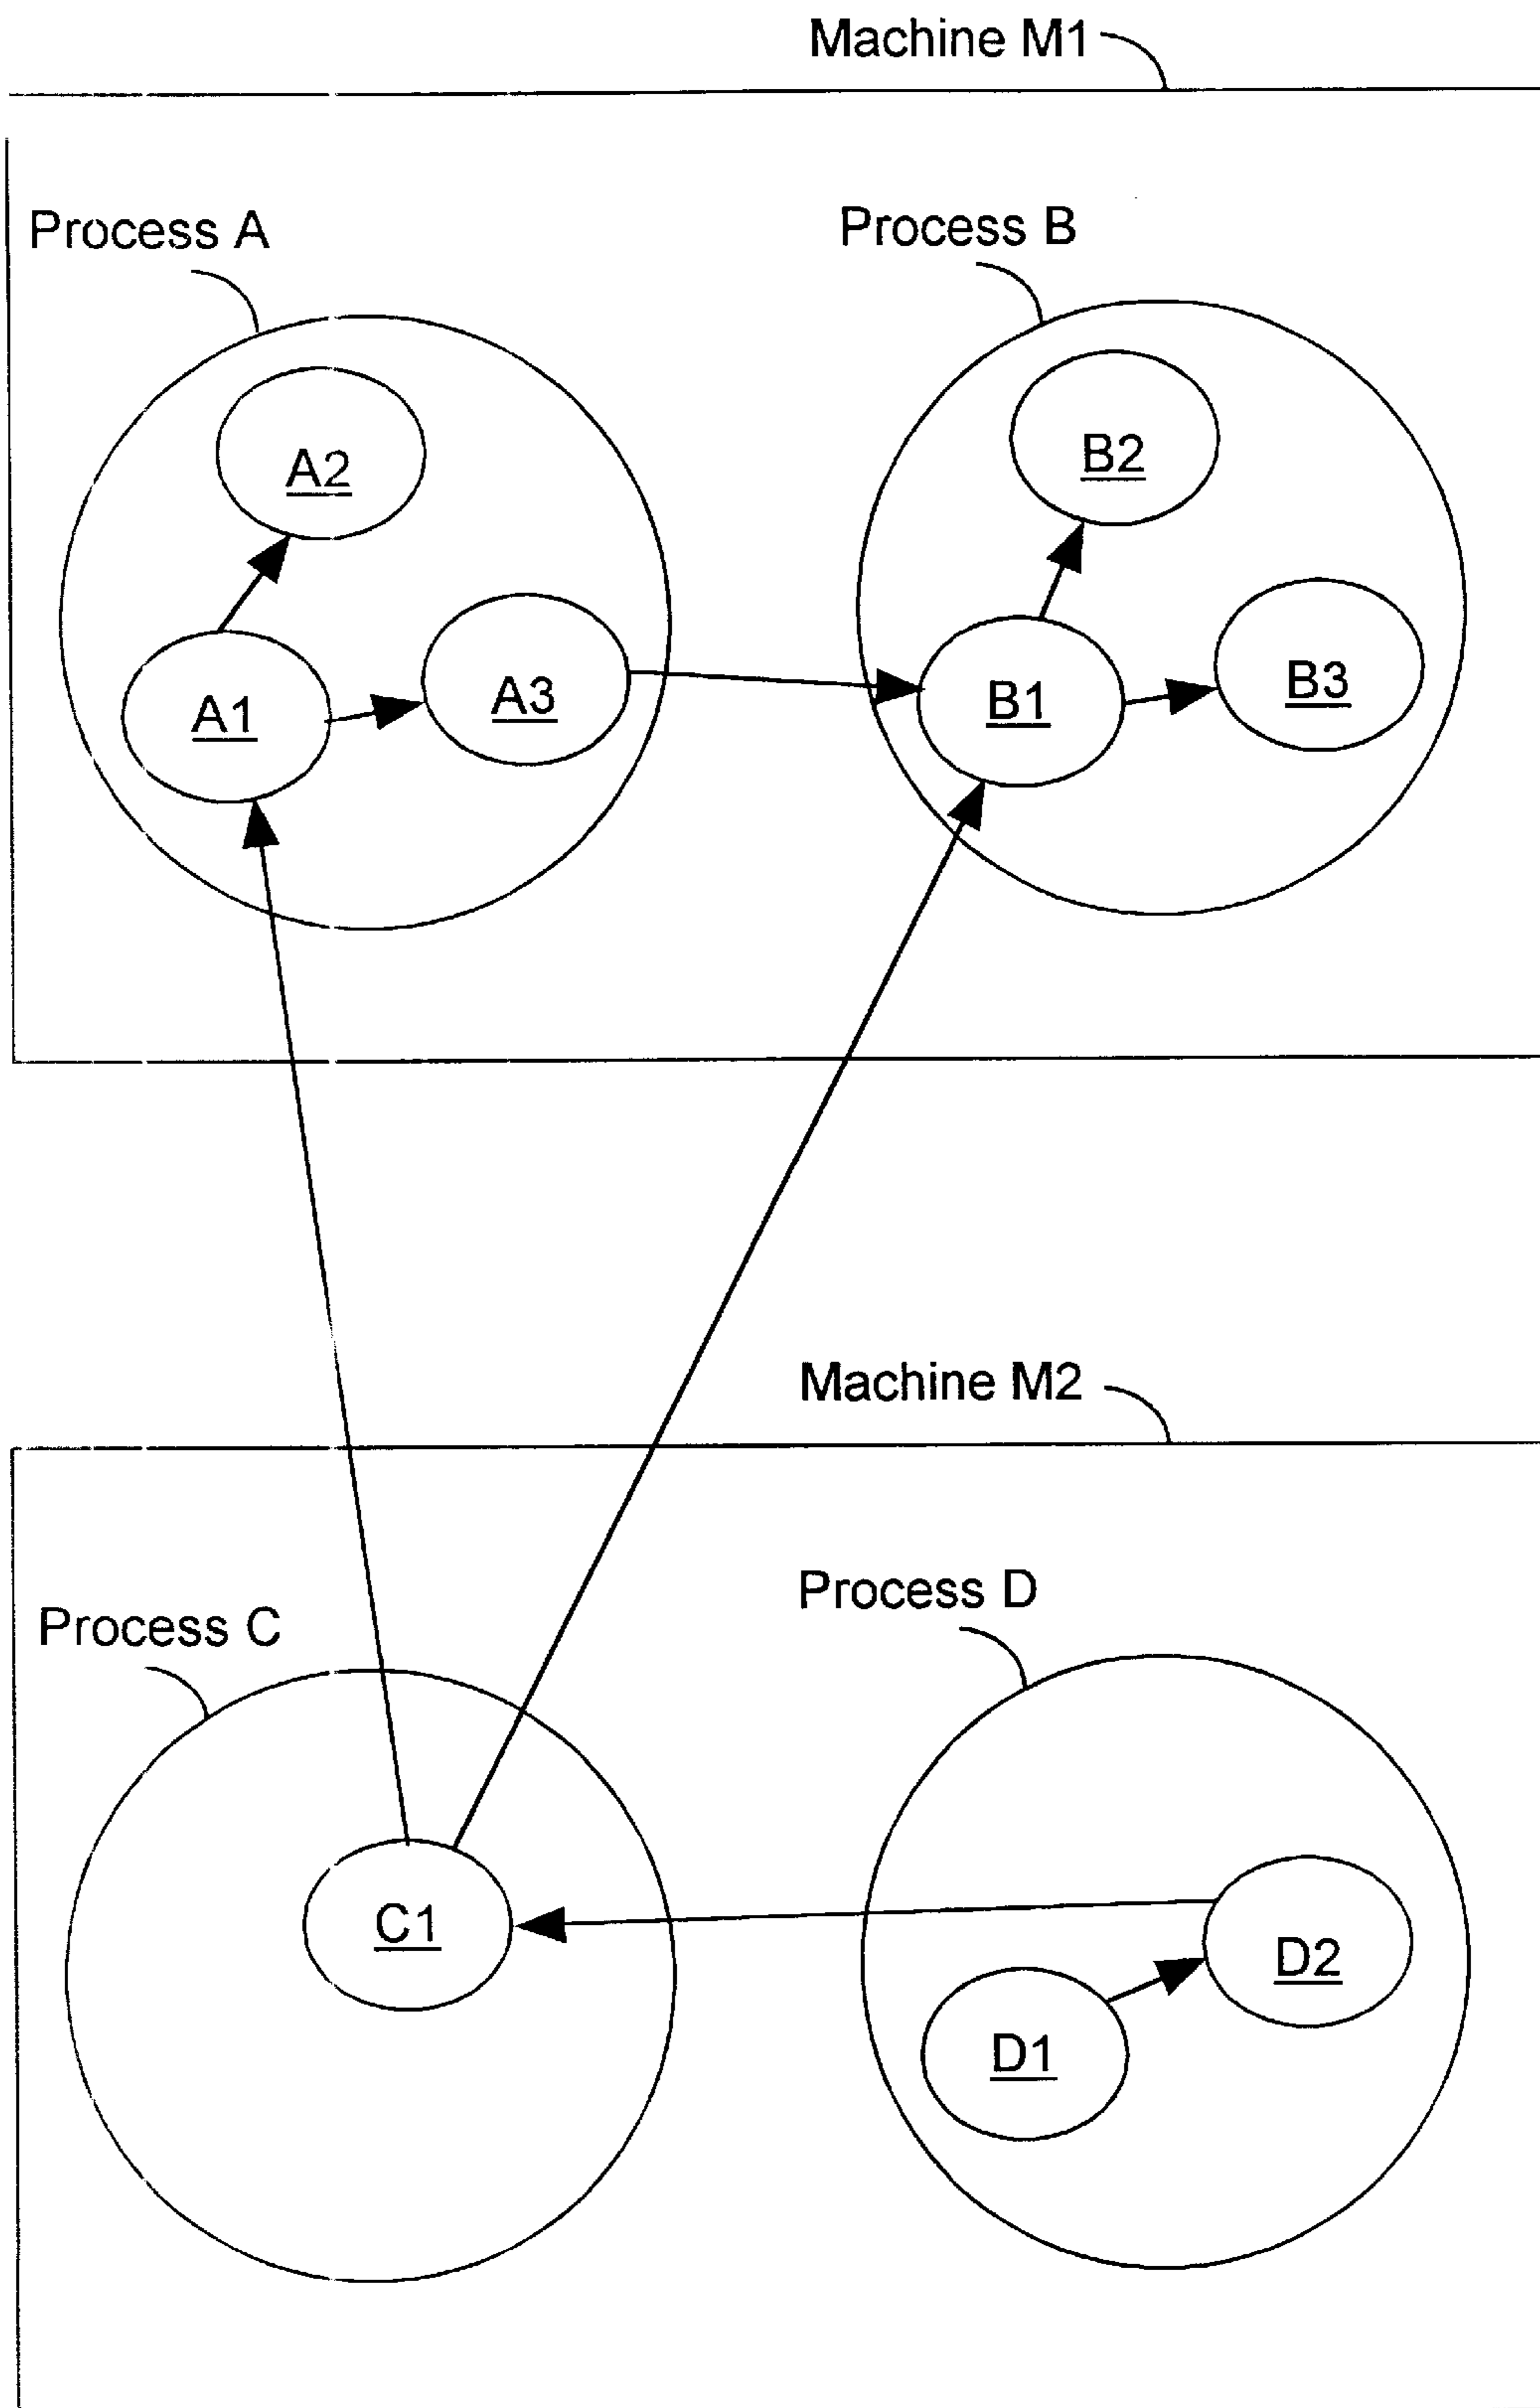 Machine M1
Process A
Process B
A2
B2
A1
A3
B1
B3
Machine M2
Process C
Process D
C1
D2
D1